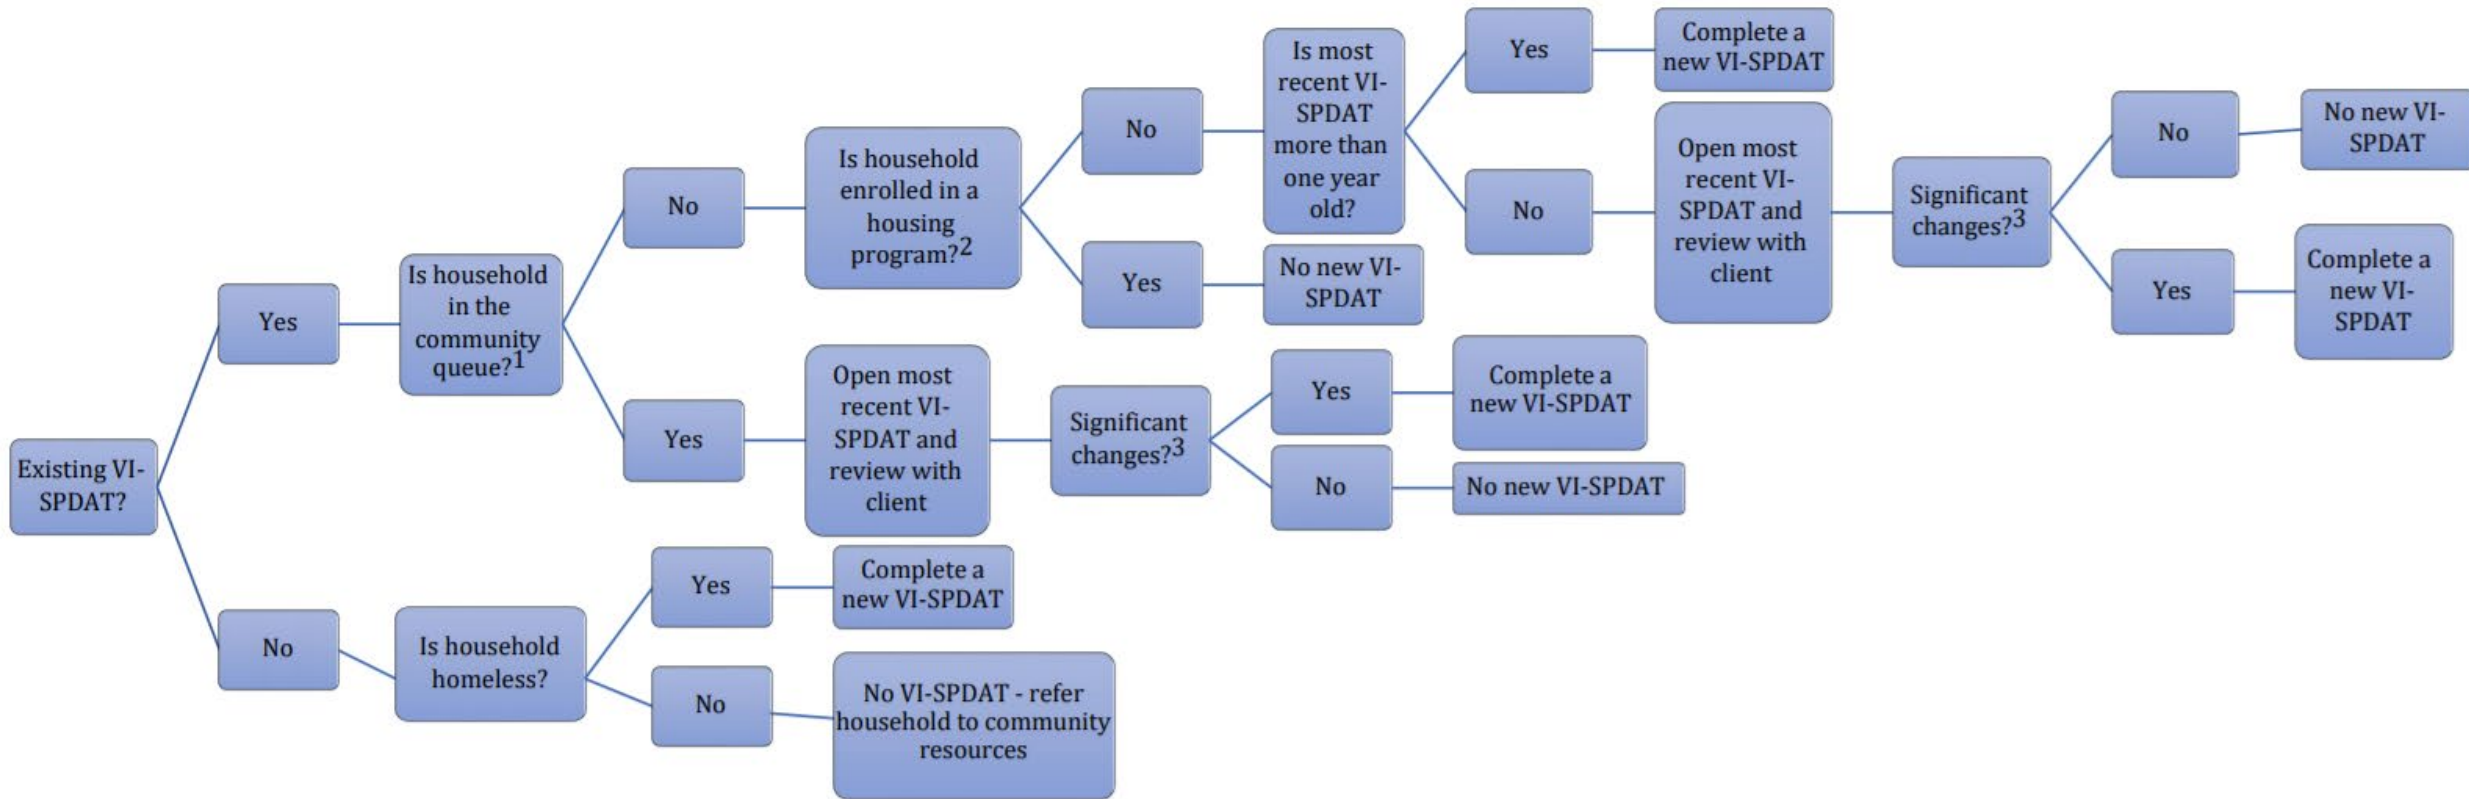 Existing VI-
SPDAT?
Yes
Is household
in the
community
queue?1
No
Is household
enrolled in a
housing
program?2
No
Is most
recent VI-
SPDAT
more than
one year
old?
Yes
Complete a
new VI-SPDAT
No
Open most
recent VI-
SPDAT and
review with
client
Significant
changes?3
No
No new VI-
SPDAT
Yes
Complete a
new VI-
SPDAT
Yes
No new VI-
SPDAT
Yes
Open most
recent VI-
SPDAT and
review with
client
Significant
changes?3
Yes
Complete a
new VI-SPDAT
No
No new VI-SPDAT
No
Is household
homeless?
Yes
Complete a
new VI-SPDAT
No
No VI-SPDAT - refer
household to community
resources